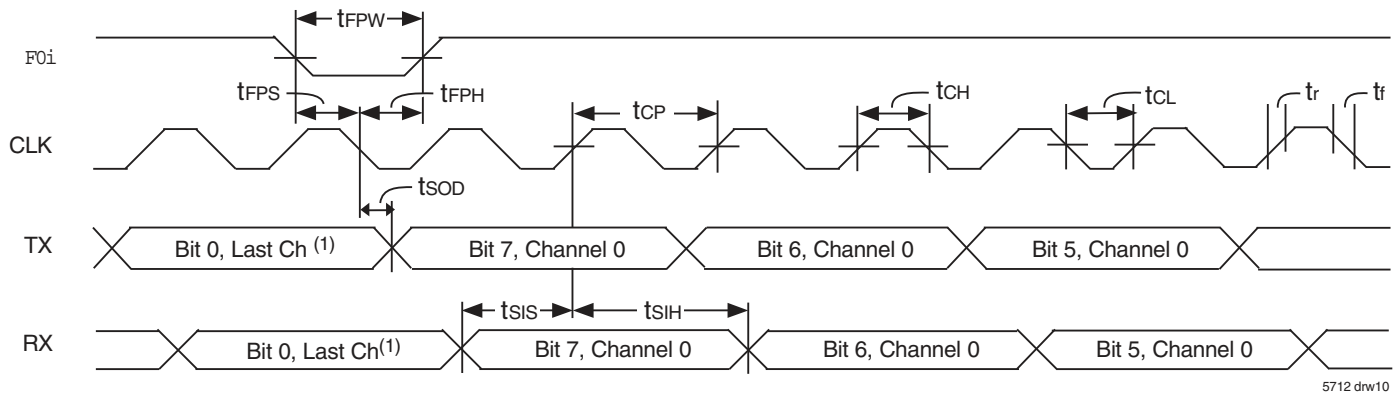 tFPW
F0i
tFPS
tFPH
tCP
tCH
tCL
tr
tf
CLK
tSOD
TX
Bit 0, Last Ch (1)
Bit 7, Channel 0
Bit 6, Channel 0
Bit 5, Channel 0
tSIS
tSIH
RX
Bit 0, Last Ch(1)
Bit 7, Channel 0
Bit 6, Channel 0
Bit 5, Channel 0
5712 drw10